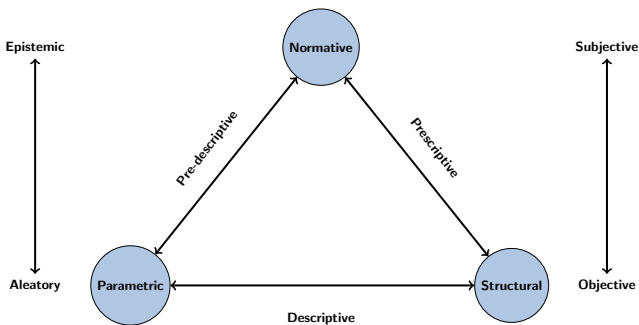 Epistemic
Normative
Subjective
Pre-descriptive
Prescriptive
Aleatory
Parametric
Structural
Objective
Descriptive